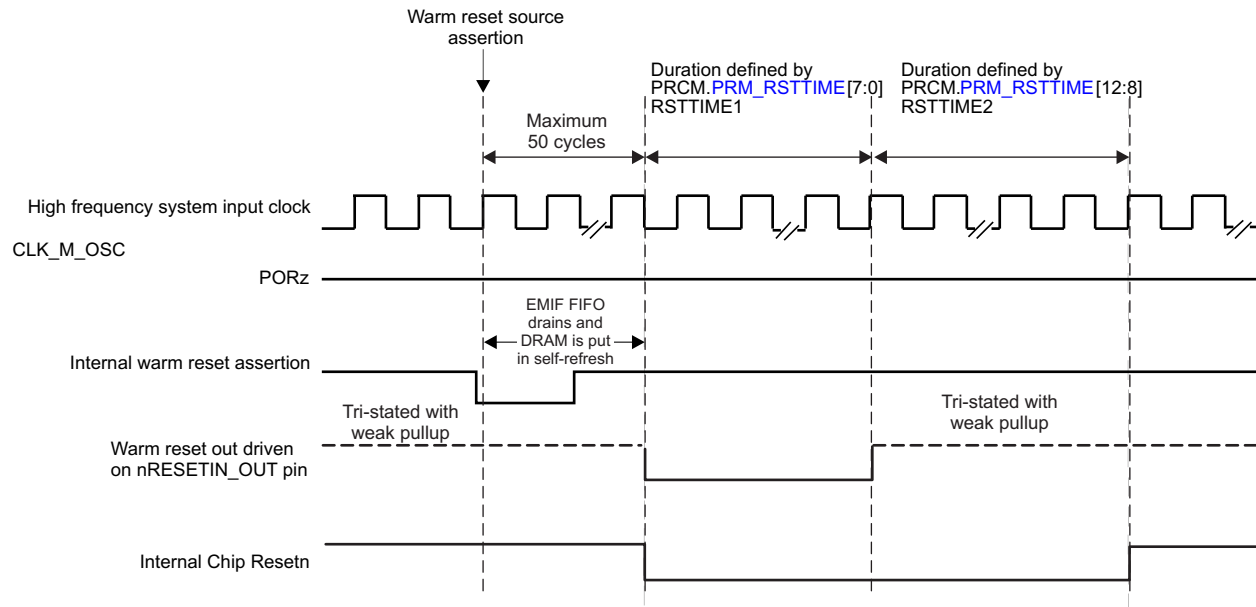 Warm reset source
assertion
Duration defined by
PRCM.PRM_RSTTIME[7:0]
RSTTIME1
Duration defined by
PRCM.PRM_RSTTIME[12:8]
RSTTIME2
Maximum
50 cycles
High frequency system input clock
CLK_M_OSC
PORz
EMIF FIFO
drains and
DRAM is put
in self-refresh
Internal warm reset assertion
Tri-stated with
weak pullup
Tri-stated with
weak pullup
Warm reset out driven
on nRESETIN_OUT pin
Internal Chip Resetn